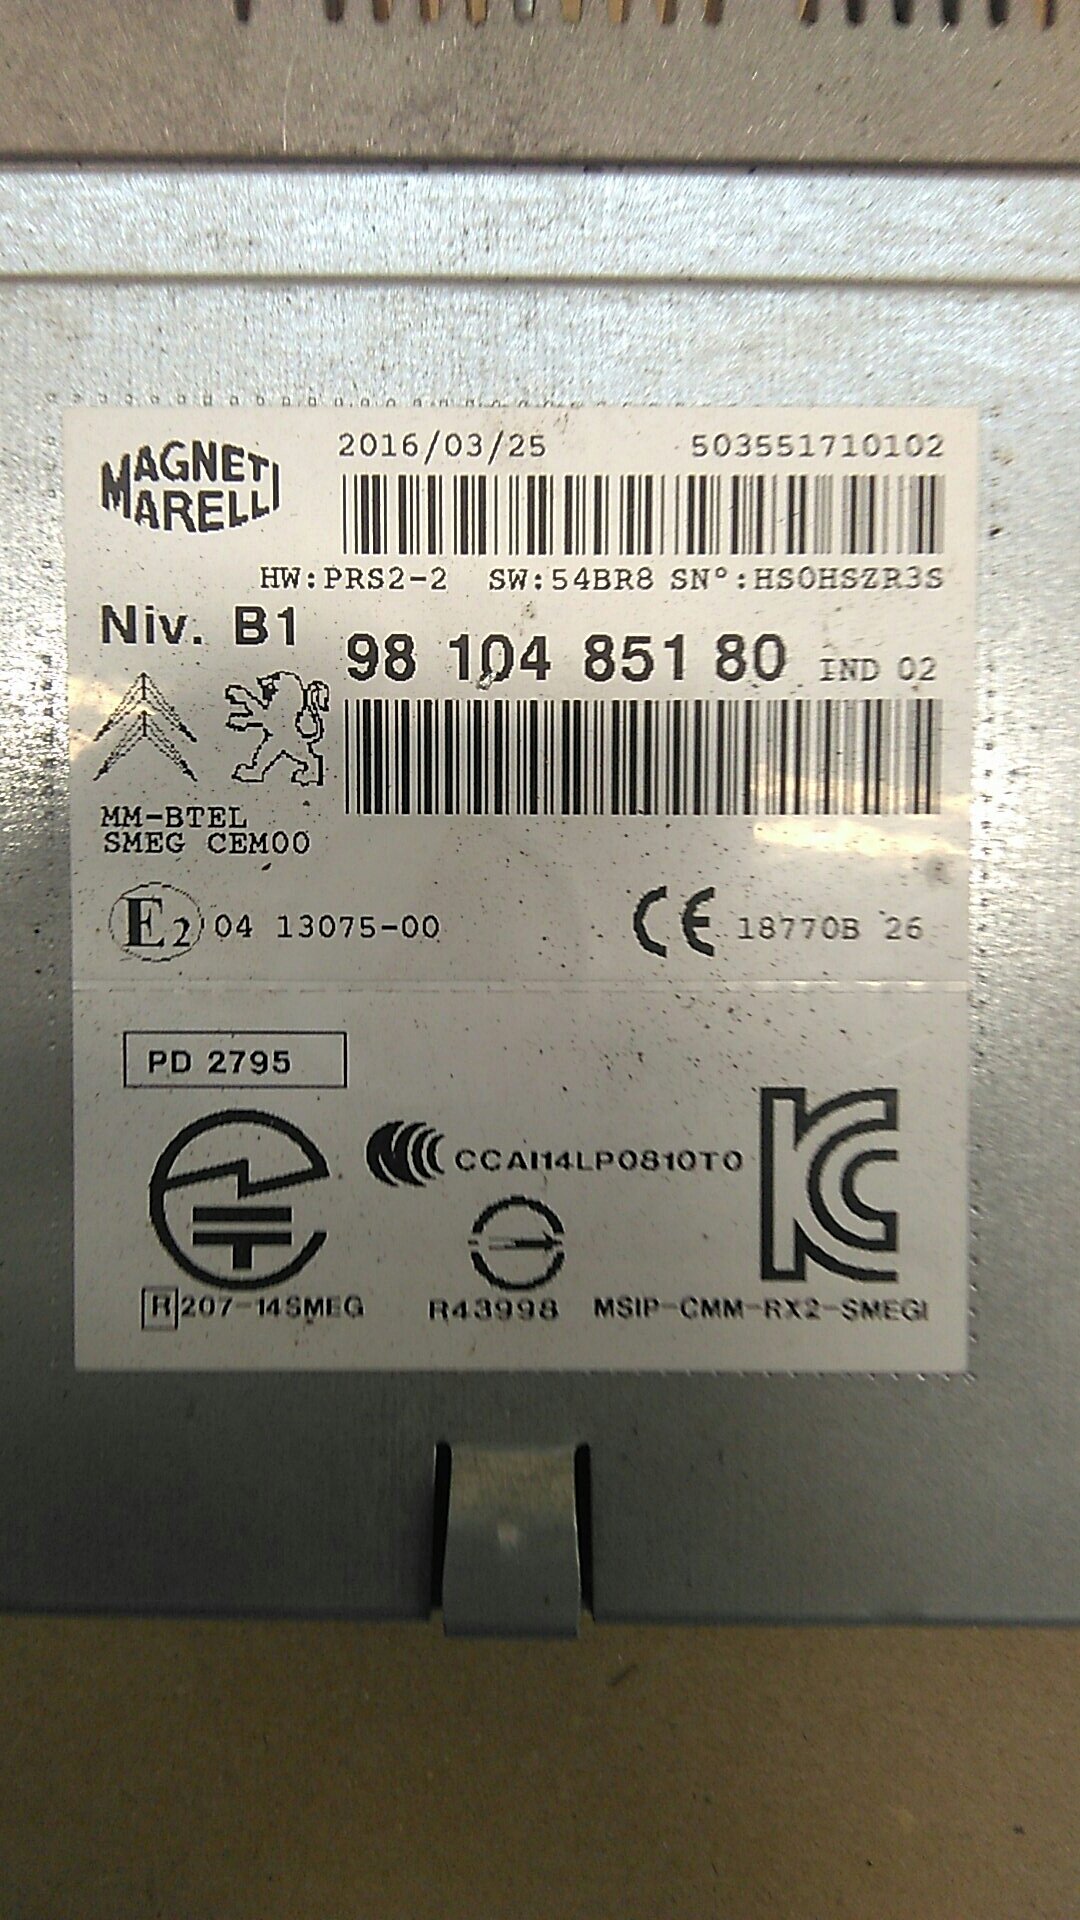 MAGNETI
MARELLI
2016/03/25 503551710102
HW:PRS2-2 SW:54BR8 SN°:HS0HSZR3S
Niv. B1
98 104 851 80 IND 02
MM-BTEL
SMEG CEM00
E2 04 13075-00
CE 18770B 26
PD 2795
CCAI14LP0810T0
R 207-14SMEG
R43998
MSIP-CMM-RX2-SMEGI